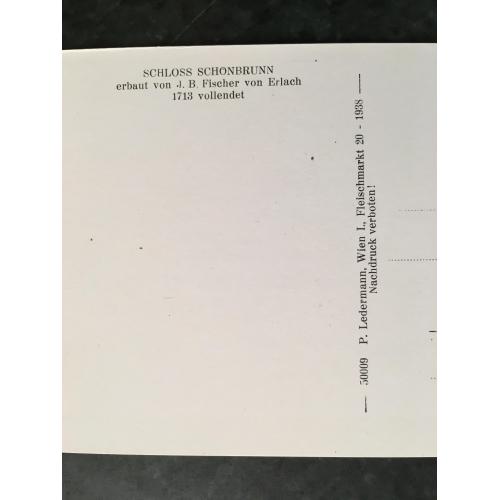 SCHLOSS SCHONBRUNN
erbaut von J. B. Fischer von Erlach
1713 vollendet
50009 P. Ledermann, Wien I., Fleischmarkt 20 - 1938
Nachdruck verboten!